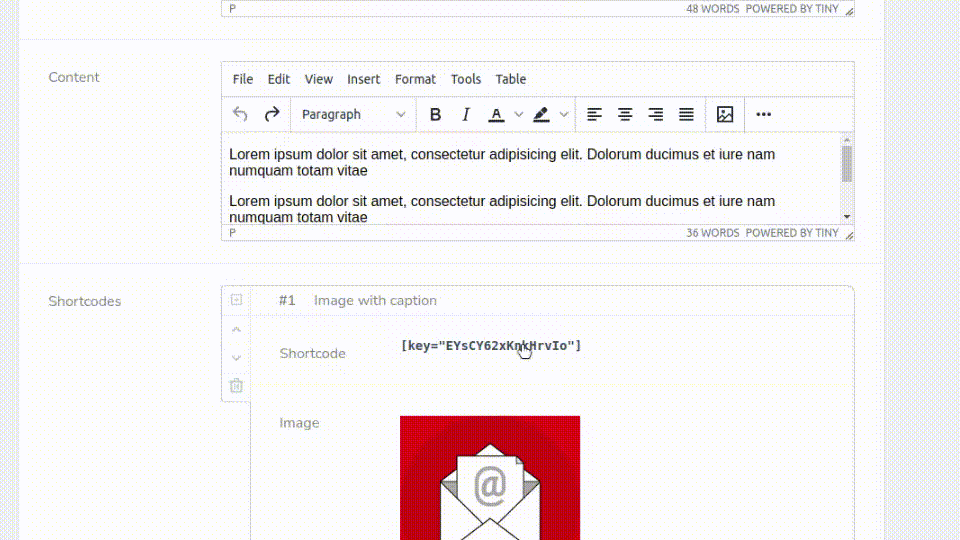 P 48 WORDS POWERED BY TINY
Content
File Edit View Insert Format Tools Table
Paragraph B I A
Lorem ipsum dolor sit amet, consectetur adipisicing elit. Dolorum ducimus et iure nam
numquam totam vitae
Lorem ipsum dolor sit amet, consectetur adipisicing elit. Dolorum ducimus et iure nam
numquam totam vitae
P 36 WORDS POWERED BY TINY
Shortcodes
#1 Image with caption
Shortcode
Image
@